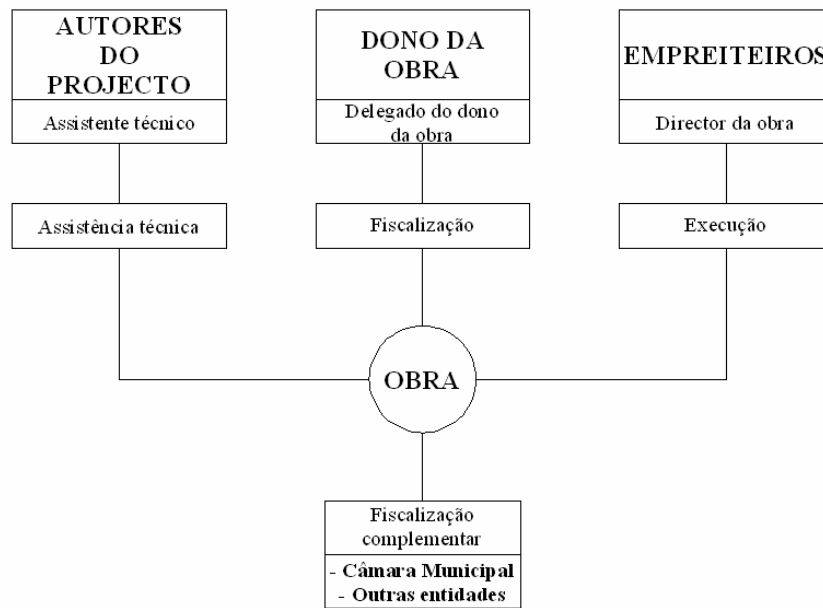 AUTORES
DO
PROJECTO
Assistente técnico
DONO DA
OBRA
Delegado do dono
da obra
EMPREITEIROS
Director da obra
Assistência técnica
Fiscalização
Execução
OBRA
Fiscalização
complementar
- Câmara Municipal
- Outras entidades